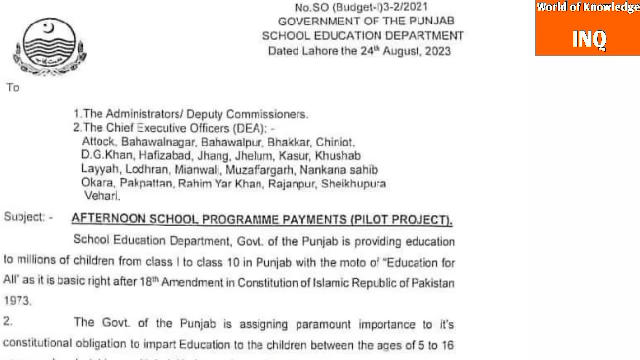 No.SO (Budget-I)3-2/2021
GOVERNMENT OF THE PUNJAB
SCHOOL EDUCATION DEPARTMENT
Dated Lahore the 24th August, 2023
World of Knowledge
INQ
To
1.The Administrators/ Deputy Commissioners.
2.The Chief Executive Officers (DEA): -
Attock, Bahawalnagar, Bahawalpur, Bhakkar, Chiniot.
D.G.Khan, Hafizabad, Jhang, Jhelum, Kasur, Khushab
Layyah, Lodhran, Mianwali, Muzafargarh, Nankana sahib
Okara, Pakpattan, Rahim Yar Khan, Rajanpur, Sheikhupura
Vehari.
Subject: - AFTERNOON SCHOOL PROGRAMME PAYMENTS (PILOT PROJECT).
School Education Department, Govt. of the Punjab is providing education
to millions of children from class I to class 10 in Punjab with the moto of "Education for
All' as it is basic right after 18th Amendment in Constitution of Islamic Republic of Pakistan
1973.
2. The Govt. of the Punjab is assigning paramount importance to it's
constitutional obligation to impart Education to the children between the ages of 5 to 16